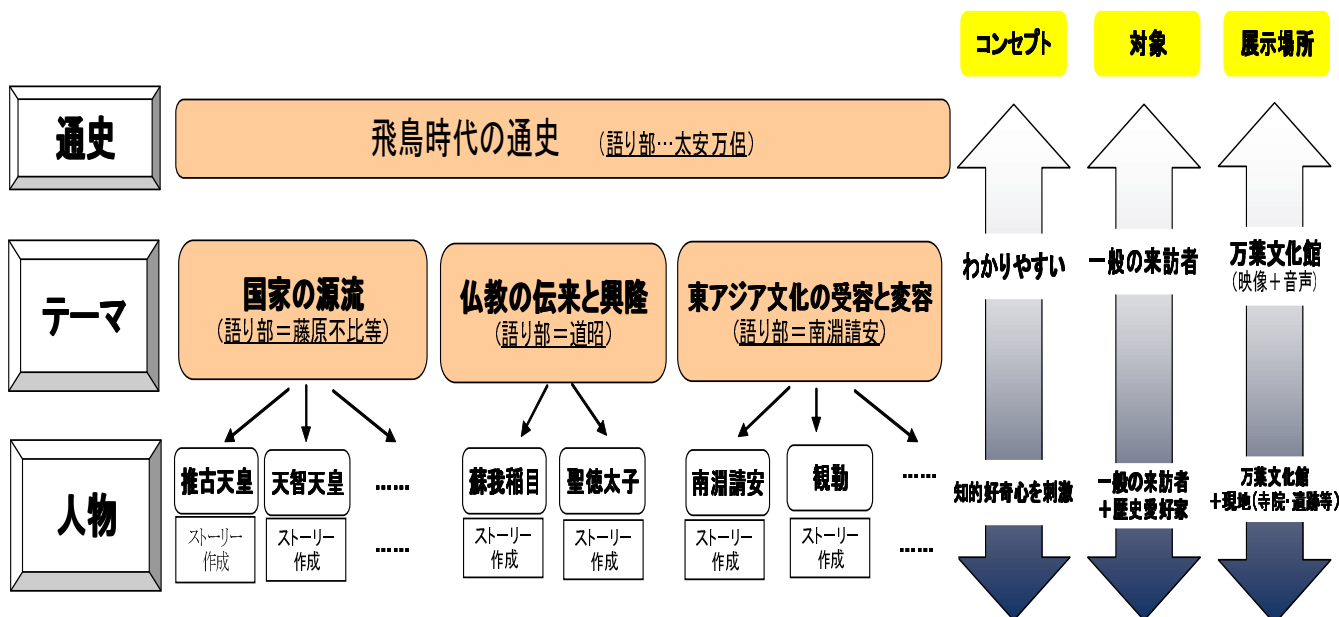 コンセプト
対象
展示場所
通史
飛鳥時代の通史 (語り部…太安万侶)
テーマ
国家の源流
(語り部＝藤原不比等)
仏教の伝来と興隆
(語り部＝道昭)
東アジア文化の受容と変容
(語り部＝南淵請安)
わかりやすい
一般の来訪者
万葉文化館
(映像＋音声)
人物
推古天皇
天智天皇
……
蘇我稲目
聖徳太子
南淵請安
観勒
……
ストーリー
作成
ストーリー
作成
……
ストーリー
作成
ストーリー
作成
ストーリー
作成
ストーリー
作成
……
知的好奇心を刺激
一般の来訪者
＋歴史愛好家
万葉文化館
＋現地(寺院・遺跡等)